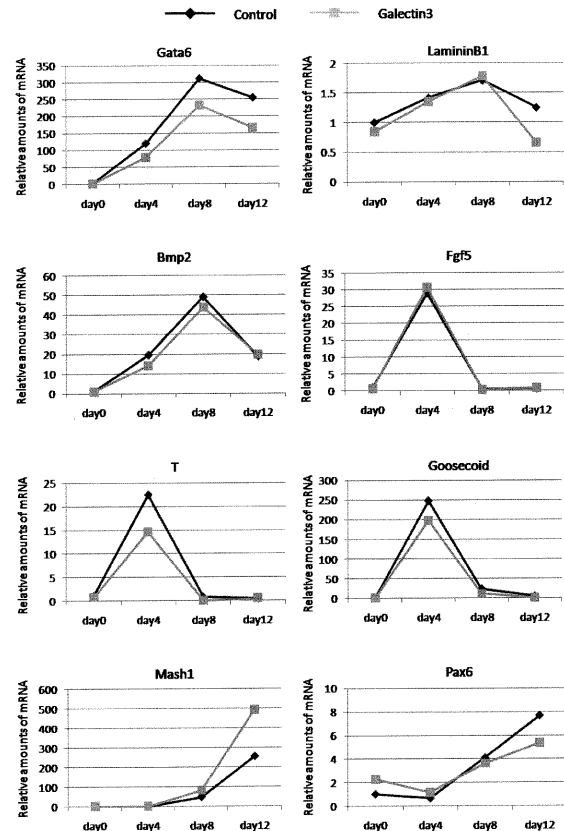 Control Galectin3
Gata6
Relative amounts of mRNA
350
300
250
200
150
100
50
0
day0 day4 day8 day12
LamininB1
Relative amounts of mRNA
2
1.5
1
0.5
0
day0 day4 day8 day12
Bmp2
Relative amounts of mRNA
60
50
40
30
20
10
0
day0 day4 day8 day12
Fgf5
Relative amounts of mRNA
35
30
25
20
15
10
5
0
day0 day4 day8 day12
T
Relative amounts of mRNA
25
20
15
10
5
0
day0 day4 day8 day12
Goosecoid
Relative amounts of mRNA
300
250
200
150
100
50
0
day0 day4 day8 day12
Mash1
Relative amounts of mRNA
600
500
400
300
200
100
0
day0 day4 day8 day12
Pax6
Relative amounts of mRNA
10
8
6
4
2
0
day0 day4 day8 day12